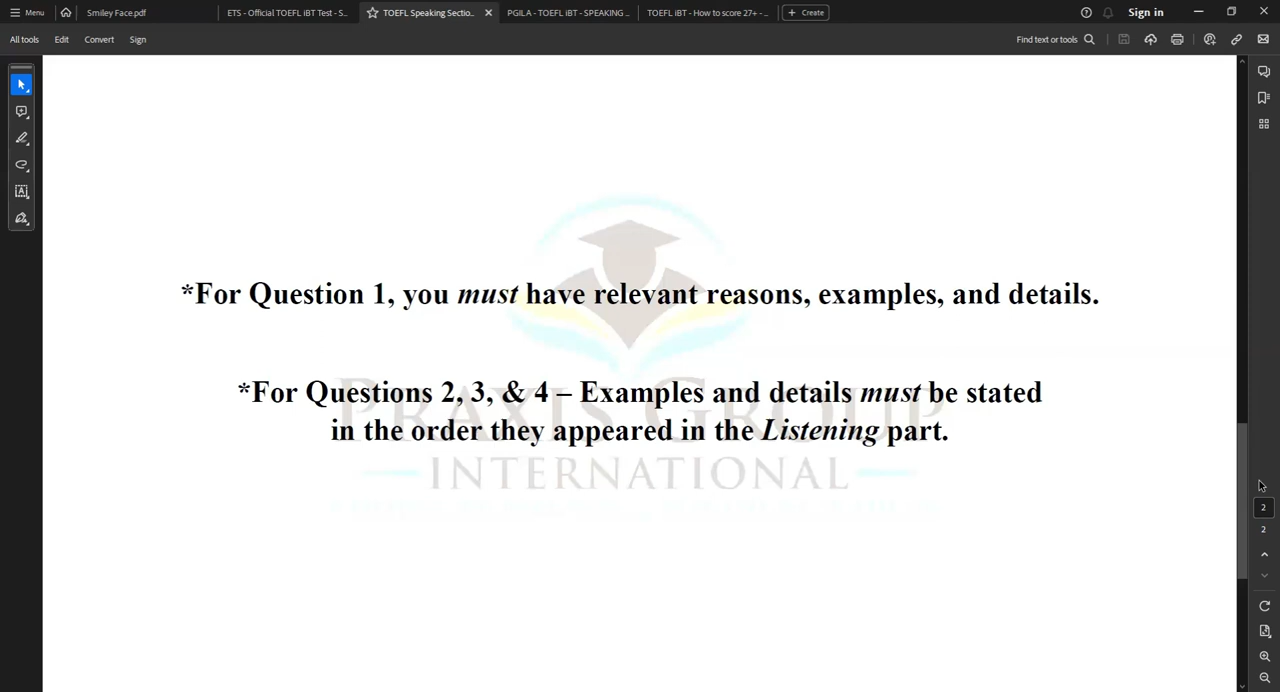 Menu
Smiley Face.pdf
ETS - Official TOEFL iBT Test - S...
TOEFL Speaking Sectio...
PGILA - TOEFL iBT - SPEAKING ...
TOEFL iBT - How to score 27+ - ...
+ Create
Sign in
All tools
Edit
Convert
Sign
Find text or tools
*For Question 1, you must have relevant reasons, examples, and details.
*For Questions 2, 3, & 4 – Examples and details must be stated
in the order they appeared in the Listening part.
PRAXIS GROUP
INTERNATIONAL
2
2